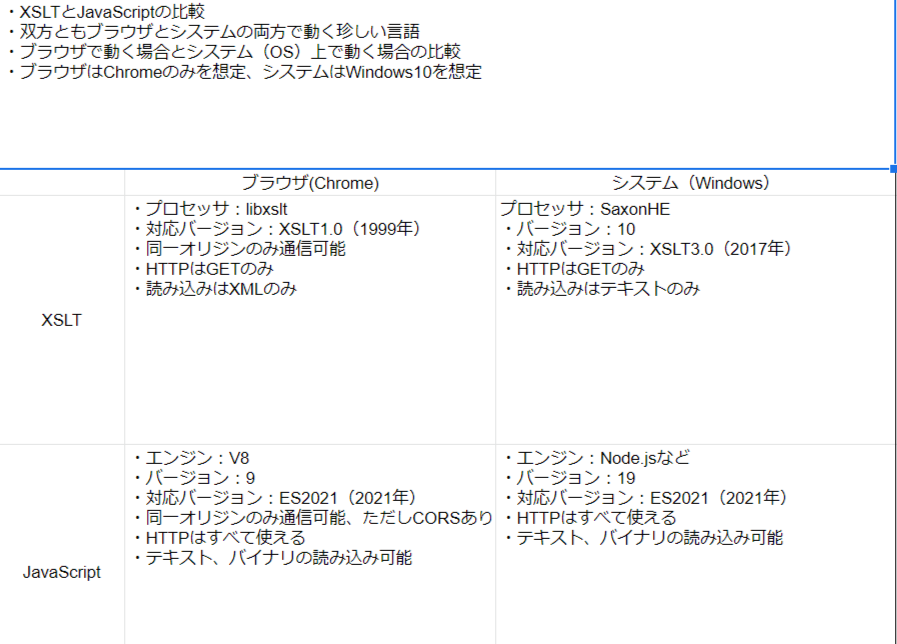 ・XSLTとJavaScriptの比較
・双方ともブラウザとシステムの両方で動く珍しい言語
・ブラウザで動く場合とシステム（OS）上で動く場合の比較
・ブラウザはChromeのみを想定、システムはWindows10を想定
ブラウザ(Chrome)
システム（Windows）
XSLT
・プロセッサ：libxslt
・対応バージョン：XSLT1.0（1999年）
・同一オリジンのみ通信可能
・HTTPはGETのみ
・読み込みはXMLのみ
プロセッサ：SaxonHE
・バージョン：10
・対応バージョン：XSLT3.0（2017年）
・HTTPはGETのみ
・読み込みはテキストのみ
JavaScript
・エンジン：V8
・バージョン：9
・対応バージョン：ES2021（2021年）
・同一オリジンのみ通信可能、ただしCORSあり
・HTTPはすべて使える
・テキスト、バイナリの読み込み可能
・エンジン：Node.jsなど
・バージョン：19
・対応バージョン：ES2021（2021年）
・HTTPはすべて使える
・テキスト、バイナリの読み込み可能